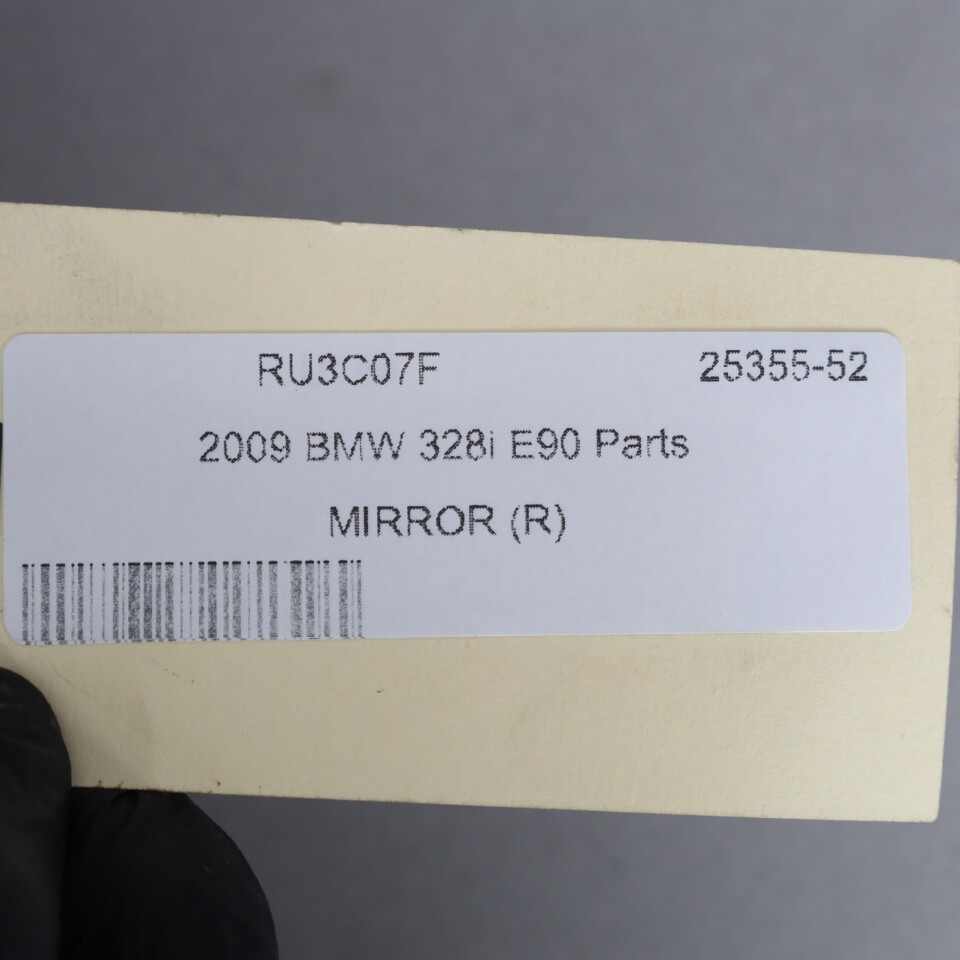 RU3C07F 25355-52
2009 BMW 328i E90 Parts
MIRROR (R)